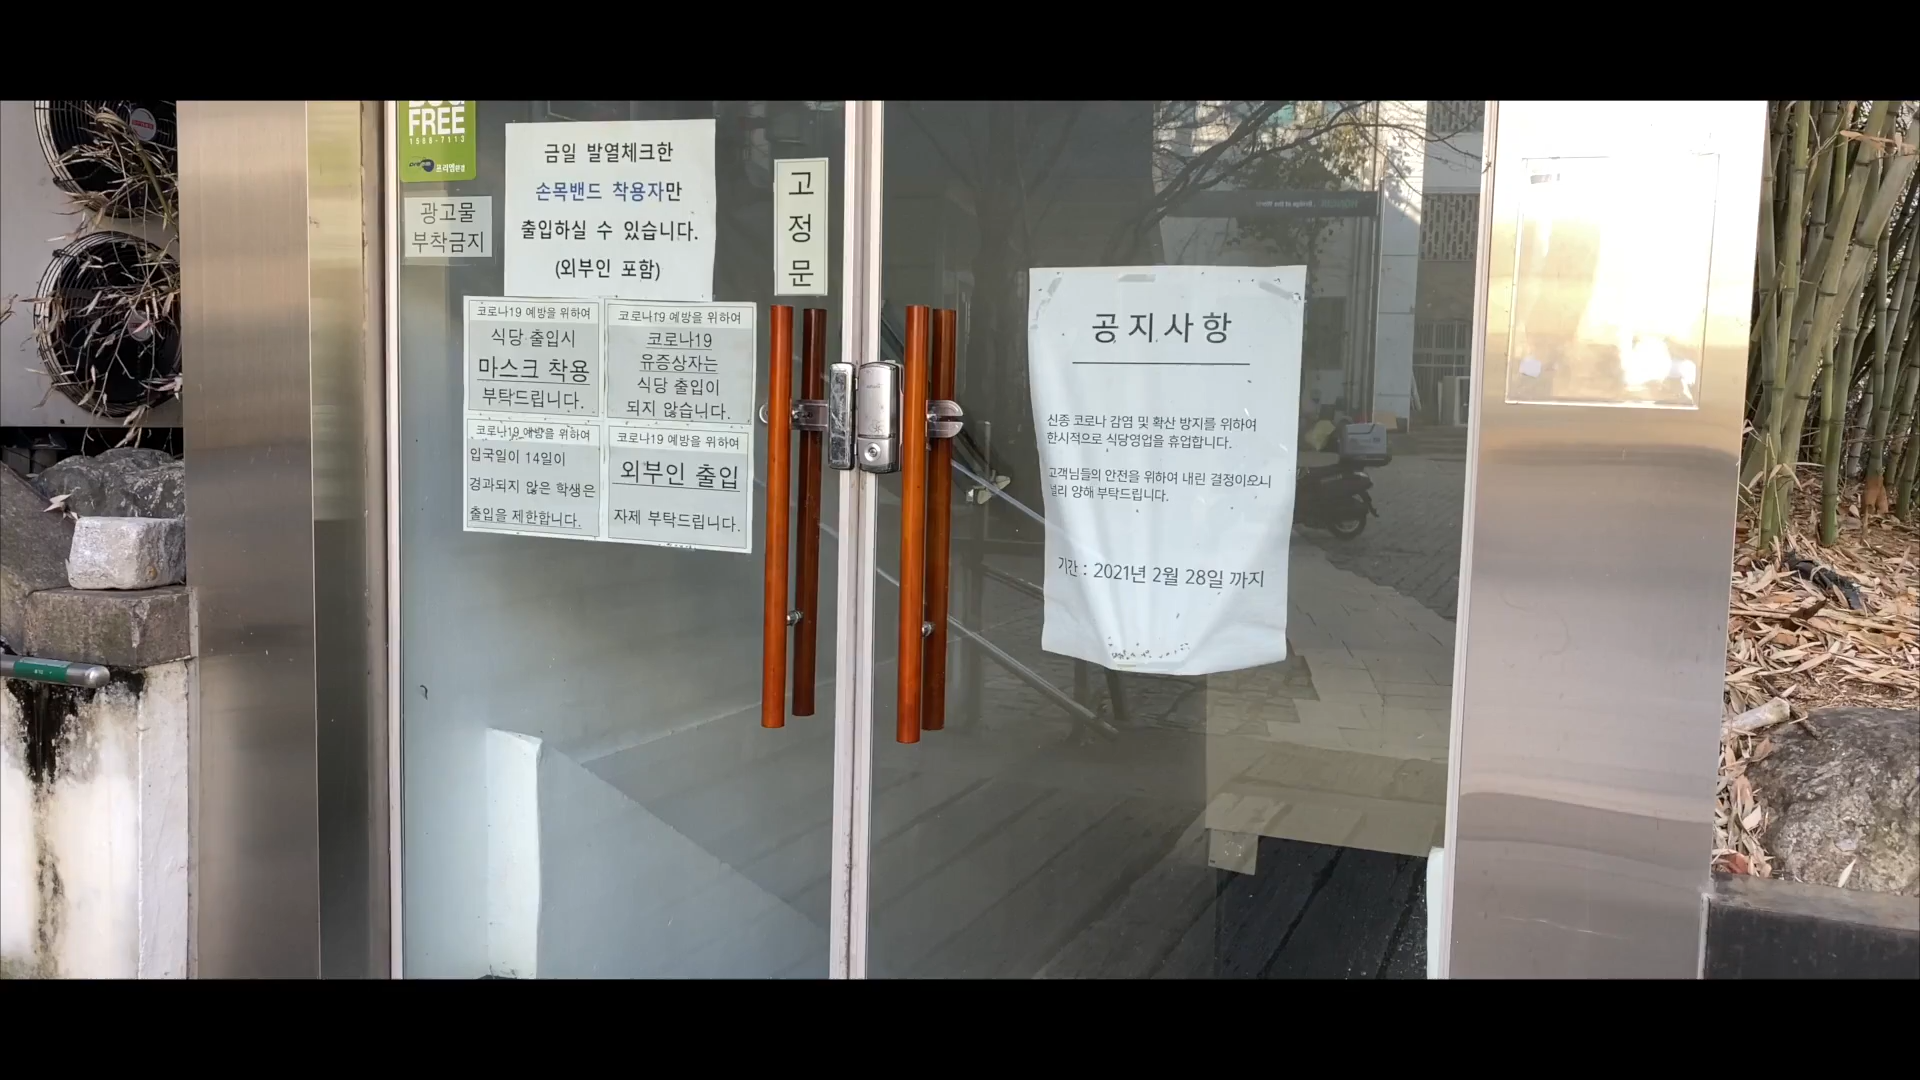 FREE
1566-7113
광고물
부착금지
금일 발열체크한
손목밴드 착용자만
출입하실 수 있습니다.
(외부인 포함)
고
정
문
코로나19 예방을 위하여
식당 출입시
마스크 착용
부탁드립니다.
코로나19 예방을 위하여
코로나19
유증상자는
식당 출입이
되지 않습니다.
코로나19 예방을 위하여
입국일이 14일이
경과되지 않은 학생은
출입을 제한합니다.
코로나19 예방을 위하여
외부인 출입
자제 부탁드립니다.
공지사항
신종 코로나 감염 및 확산 방지를 위하여
한시적으로 식당영업을 휴업합니다.
고객님들의 안전을 위하여 내린 결정이오니
널리 양해 부탁드립니다.
기간 : 2021년 2월 28일 까지